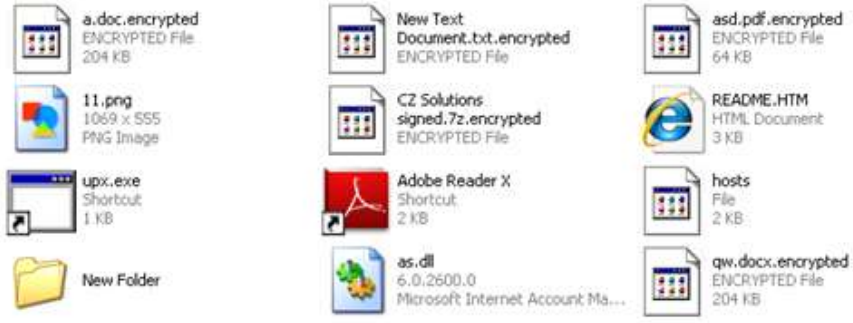 a.doc.encrypted
ENCRYPTED File
204 KB
New Text
Document.txt.encrypted
ENCRYPTED File
asd.pdf.encrypted
ENCRYPTED File
64 KB
11.png
1069 x 555
PNG Image
CZ Solutions
signed.7z.encrypted
ENCRYPTED File
README.HTM
HTML Document
3 KB
upx.exe
Shortcut
1 KB
Adobe Reader X
Shortcut
2 KB
hosts
File
2 KB
New Folder
as.dll
6.0.2600.0
Microsoft Internet Account Ma...
qw.docx.encrypted
ENCRYPTED File
204 KB